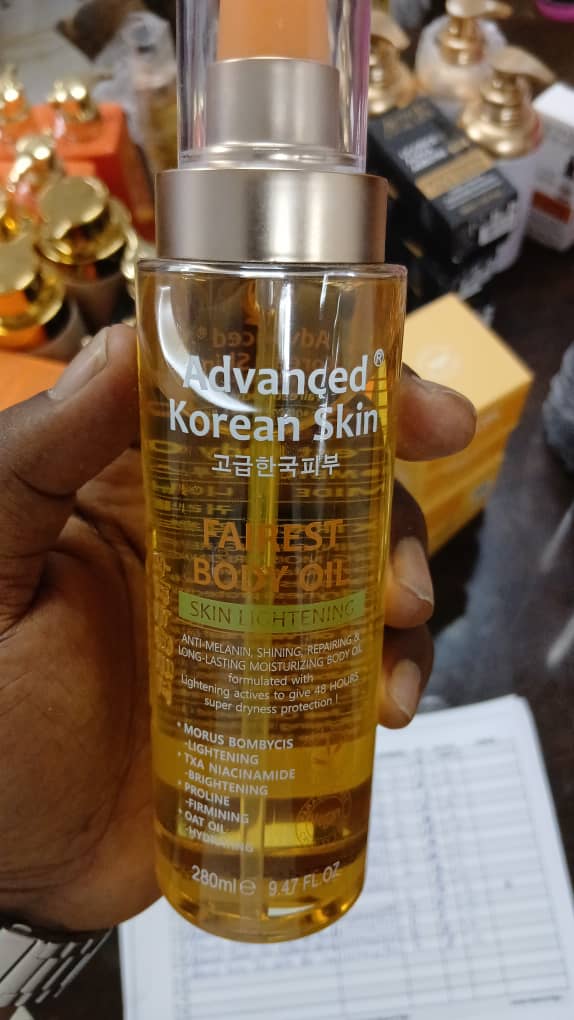 Advanced®
Korean Skin
고급한국피부
FAIREST
BODY OIL
SKIN LIGHTENING
ANTI-MELANIN, SHINING, REPAIRING &
LONG-LASTING MOISTURIZING BODY OIL
formulated with
Lightening actives to give 48 HOURS
super dryness protection !
• MORUS BOMBYCIS
-LIGHTENING
• TXA NIACINAMIDE
-BRIGHTENING
• PROLINE
-FIRMINING
• OAT OIL
-HYDRATING
280ml ℮ 9.47 FL.OZ